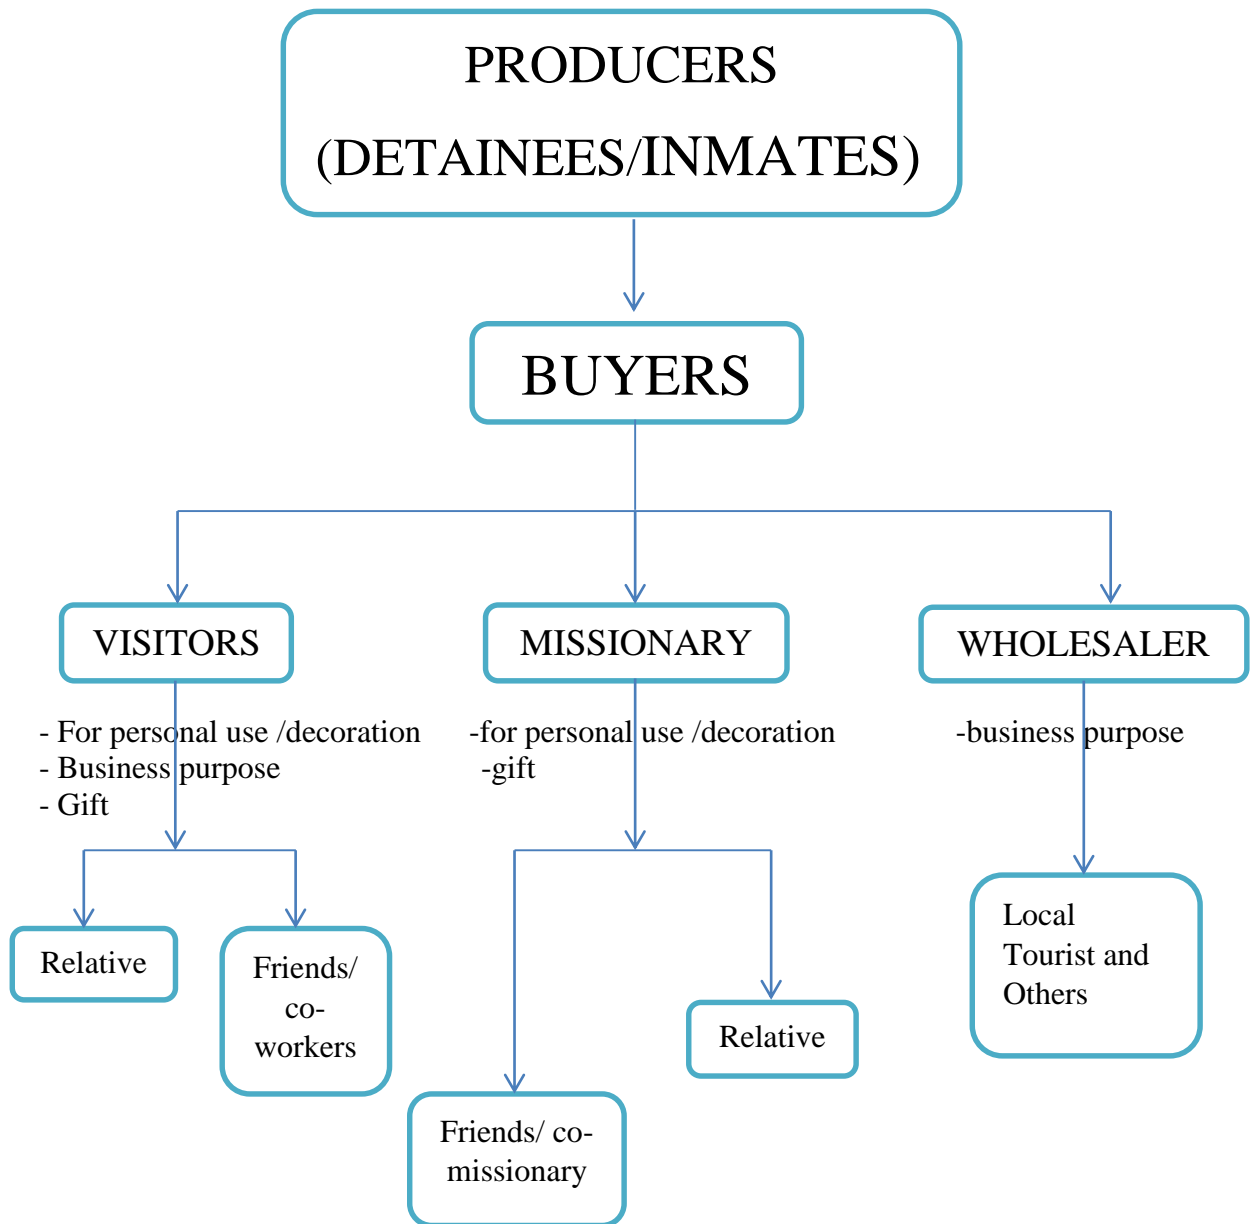 PRODUCERS
(DETAINEES/INMATES)
BUYERS
VISITORS
MISSIONARY
WHOLESALER
- For personal use /decoration
- Business purpose
- Gift
-for personal use /decoration
-gift
-business purpose
Relative
Friends/
co-
workers
Friends/ co-
missionary
Relative
Local
Tourist and
Others